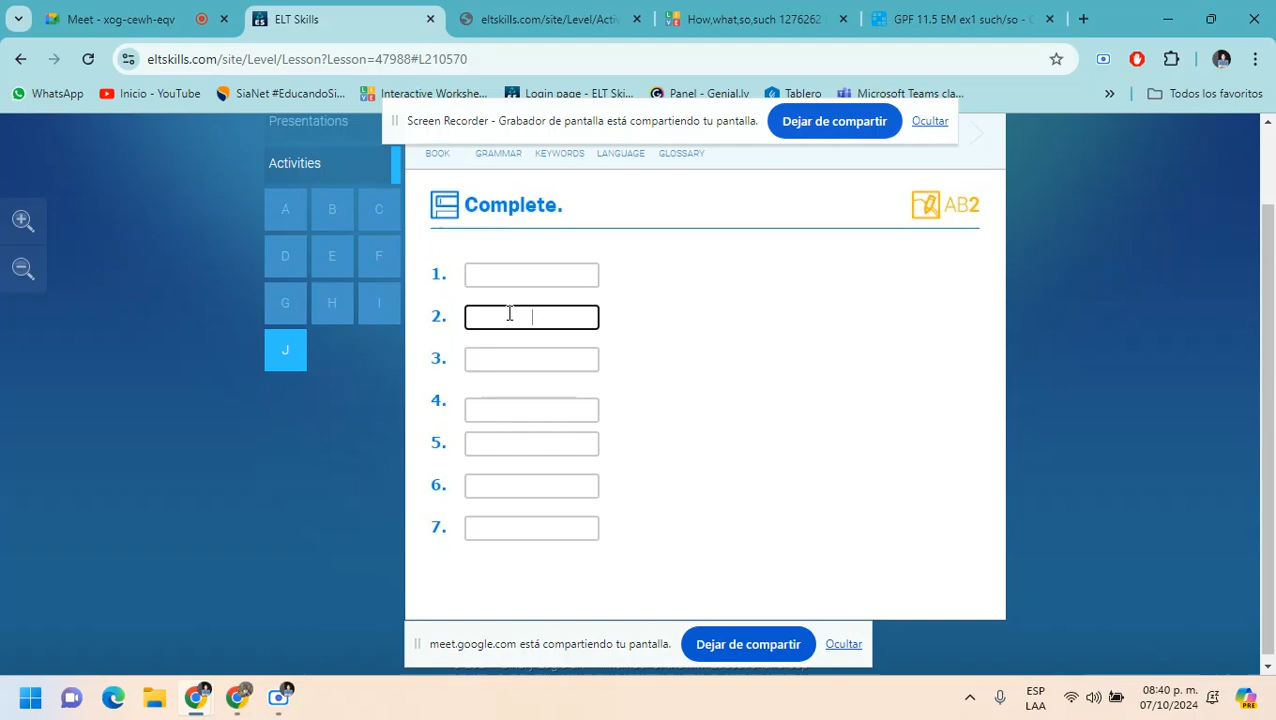 Meet - xog-cewh-eqv
ELT Skills
eltskills.com/site/Level/Activ
How,what,so,such 1276262
GPF 11.5 EM ex1 such/so - C
eltskills.com/site/Level/Lesson?Lesson=47988#L210570
WhatsApp
Inicio - YouTube
SiaNet #EducandoSi...
Interactive Workshe...
Login page - ELT Ski...
Panel - Genial.ly
Tablero
Microsoft Teams cla...
Todos los favoritos
Screen Recorder - Grabador de pantalla está compartiendo tu pantalla.
Dejar de compartir
Ocultar
Presentations
Activities
A B C
D E F
G H I
J
BOOK GRAMMAR KEYWORDS LANGUAGE GLOSSARY
Complete.
AB2
1.
2.
3.
4.
5.
6.
7.
meet.google.com está compartiendo tu pantalla.
Dejar de compartir
Ocultar
ESP
LAA
08:40 p. m.
07/10/2024
PRE